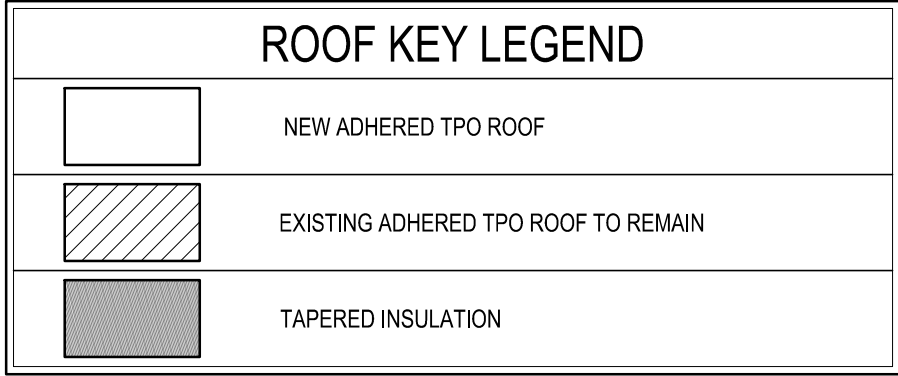 ROOF KEY LEGEND
NEW ADHERED TPO ROOF
EXISTING ADHERED TPO ROOF TO REMAIN
TAPERED INSULATION